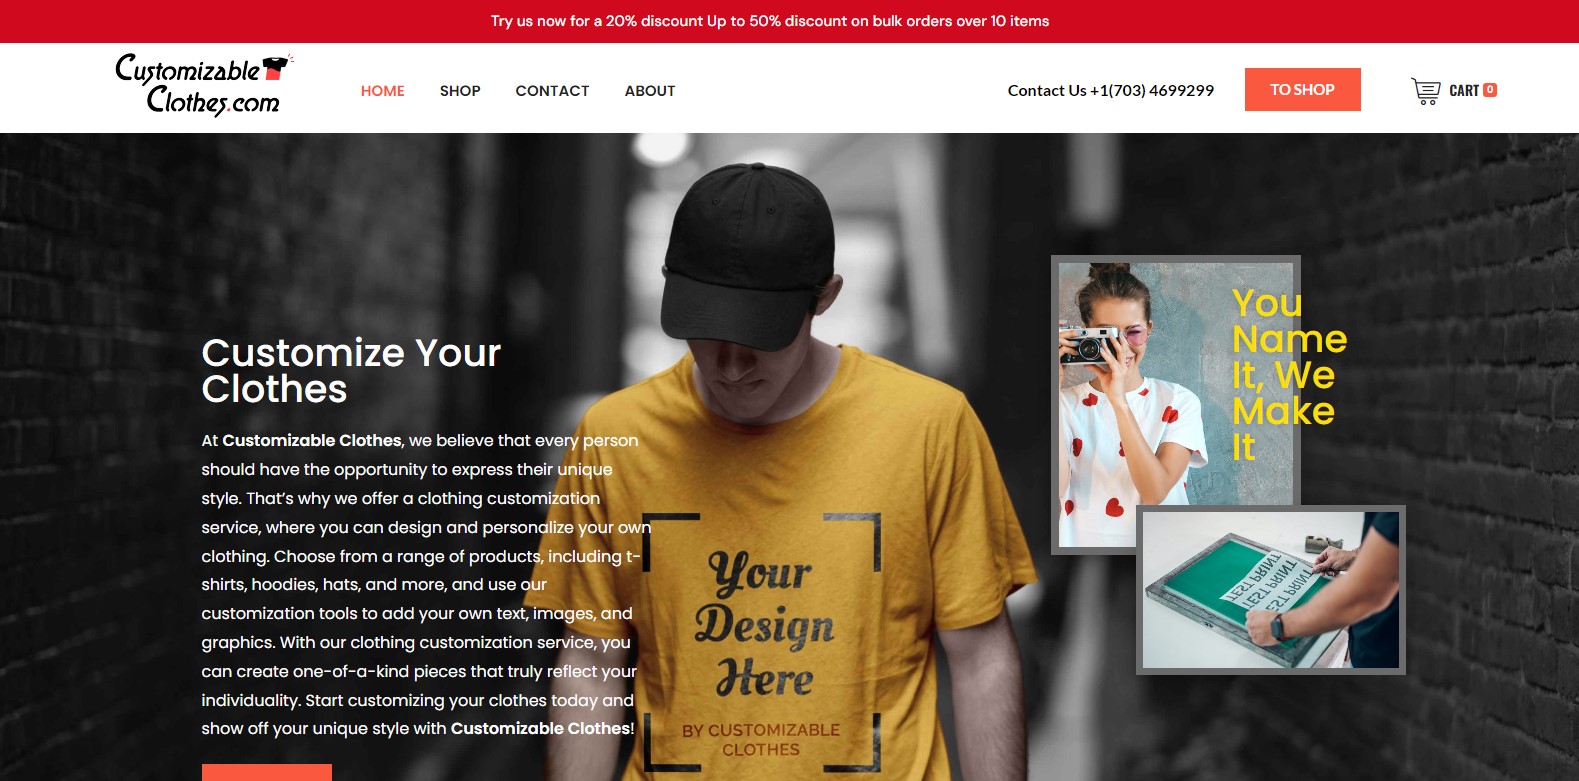 Try us now for a 20% discount Up to 50% discount on bulk orders over 10 items
Customizable
Clothes.com
HOME
SHOP
CONTACT
ABOUT
Contact Us +1(703) 4699299
TO SHOP
CART 0
Customize Your
Clothes
At Customizable Clothes, we believe that every person
should have the opportunity to express their unique
style. That’s why we offer a clothing customization
service, where you can design and personalize your own
clothing. Choose from a range of products, including t-
shirts, hoodies, hats, and more, and use our
customization tools to add your own text, images, and
graphics. With our clothing customization service, you
can create one-of-a-kind pieces that truly reflect your
individuality. Start customizing your clothes today and
show off your unique style with Customizable Clothes!
Your
Design
Here
BY CUSTOMIZABLE
CLOTHES
You
Name
It, We
Make
It
TEST PRINT
TEST PRINT
EST PRINT